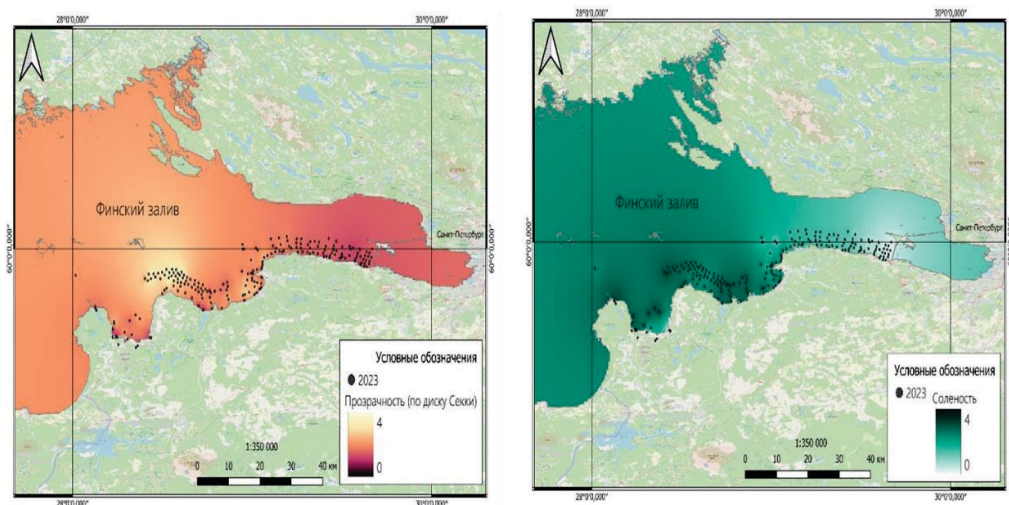 28°0'0,000"
30°0'0,000"
Финский залив
Санкт-Петербург
60°0'0,000"
Условные обозначения
2023
Прозрачность (по диску Секки)
4
0
1:350 000
0 10 20 30 40 км
28°0'0,000"
30°0'0,000"
28°0'0,000"
30°0'0,000"
Финский залив
Санкт-Петербург
60°0'0,000"
60°0'0,000"
Условные обозначения
2023
Соленость
4
0
1:350 000
0 10 20 30 40 км
28°0'0,000"
30°0'0,000"